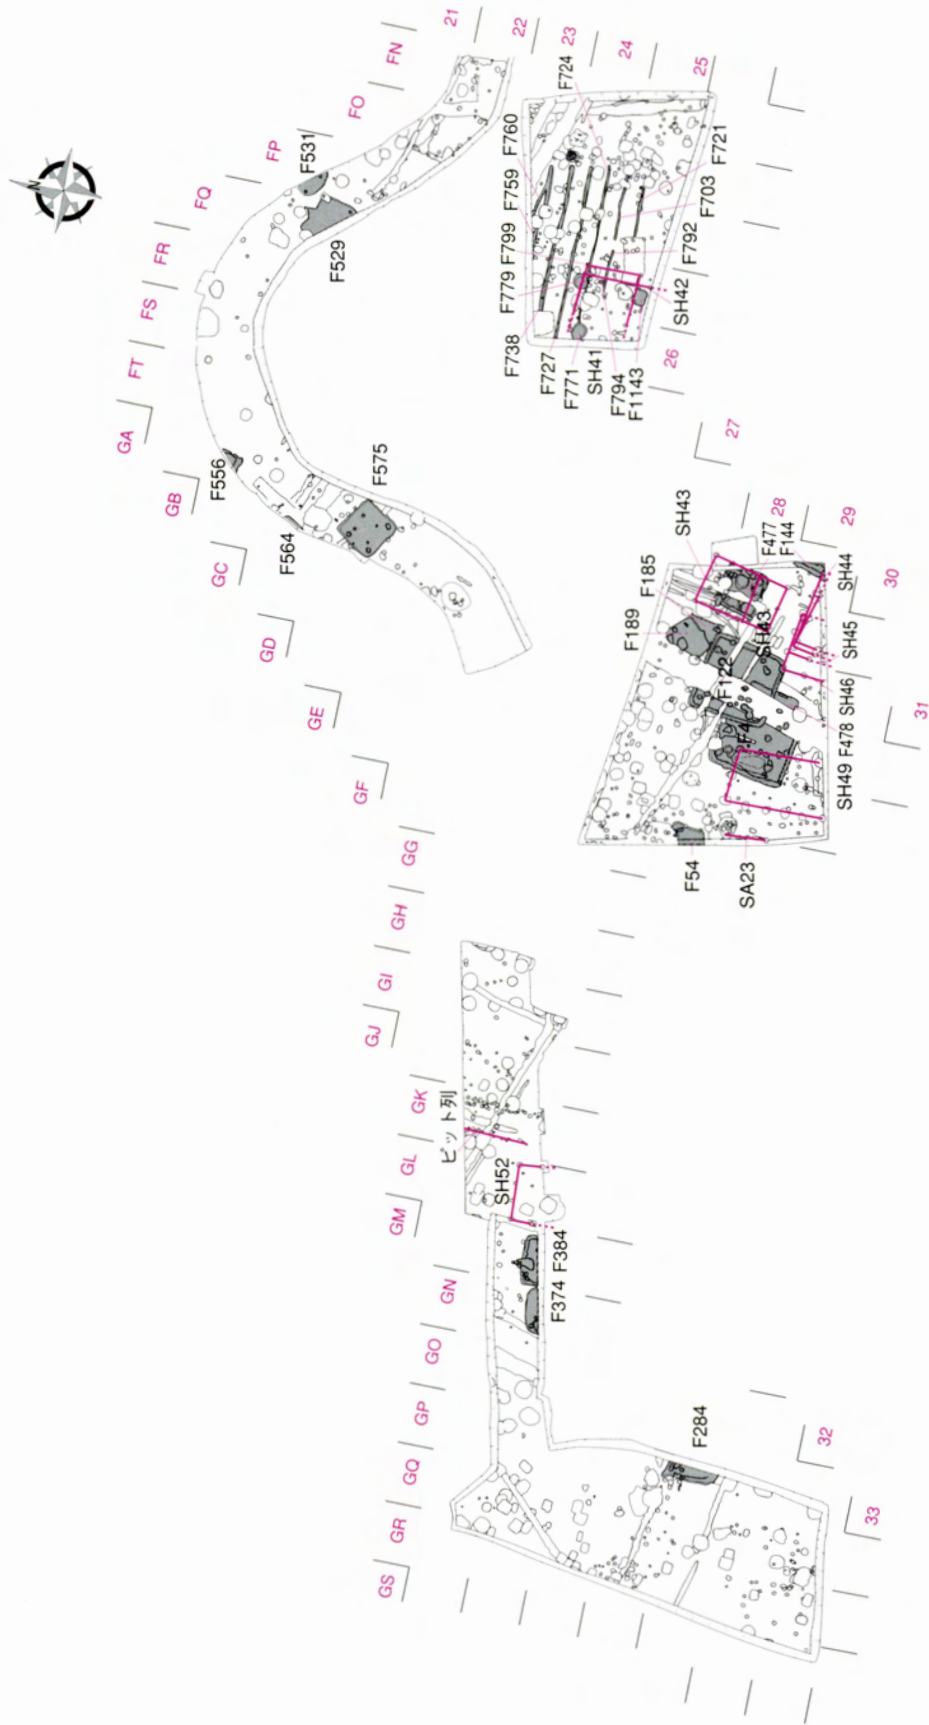 N
21
22
23
24
25
26
27
28
29
30
31
32
33
FN
FO
FP
FQ
FR
FS
FT
GA
GB
GC
GD
GE
GF
GG
GH
GI
GJ
GK
GL
GM
GN
GO
GP
GQ
GR
GS
F531
F529
F556
F564
F575
F760
F759
F799
F779
F738
F727
F771
SH41
F794
F1143
F724
F721
F703
F792
SH42
SH43
F185
F189
F477
F144
SH44
SH45
SH46
F478
SH49
SH43
F122
F4
F54
SA23
ピット列
SH52
F384
F374
F284